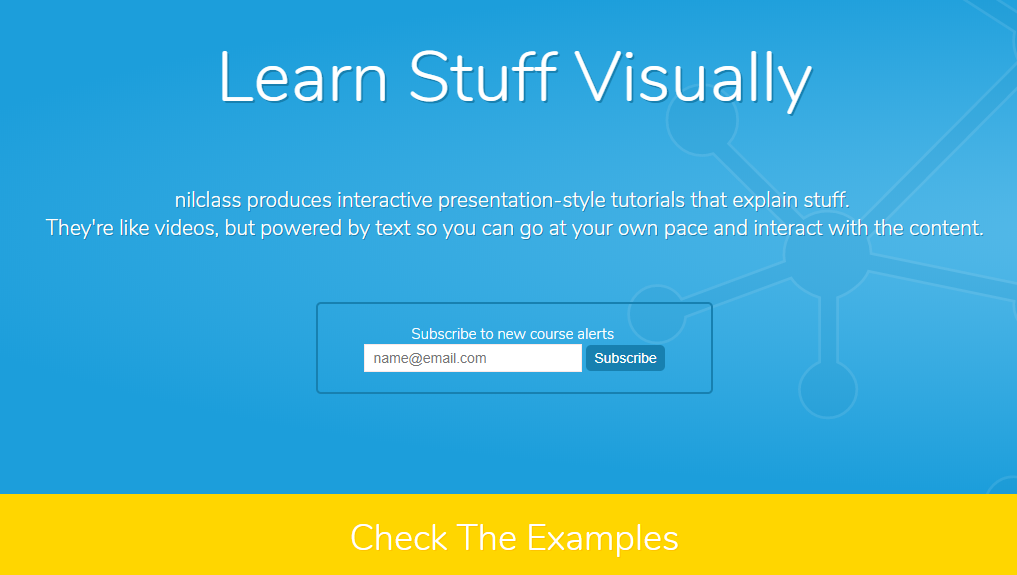 Learn Stuff Visually
nilclass produces interactive presentation-style tutorials that explain stuff.
They're like videos, but powered by text so you can go at your own pace and interact with the content.
Subscribe to new course alerts
name@email.com Subscribe
Check The Examples